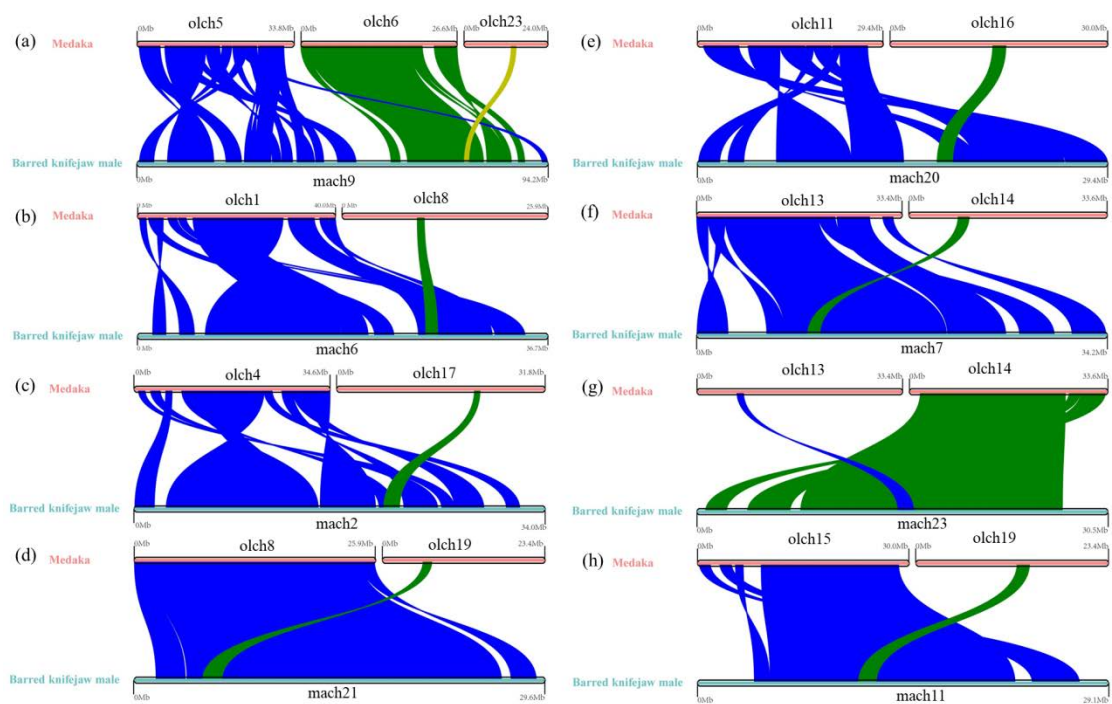 (a) Medaka
olch5 olch6 olch23
0Mb 33.8Mb 0Mb 26.6Mb 0Mb 24.0Mb
Barred knifejaw male
0Mb mach9 94.2Mb
(b) Medaka
olch1 olch8
0 Mb 40.0Mb 0 Mb 25.9Mb
Barred knifejaw male
0 Mb mach6 36.7Mb
(c) Medaka
olch4 olch17
0Mb 34.6Mb 0Mb 31.8Mb
Barred knifejaw male
0Mb mach2 34.0Mb
(d) Medaka
olch8 olch19
0Mb 25.9Mb 0Mb 23.4Mb
Barred knifejaw male
0Mb mach21 29.6Mb
(e) Medaka
olch11 olch16
0Mb 29.4Mb 0Mb 30.0Mb
Barred knifejaw male
0Mb mach20 29.4Mb
(f) Medaka
olch13 olch14
0Mb 33.4Mb 0Mb 33.6Mb
Barred knifejaw male
0Mb mach7 34.2Mb
(g) Medaka
olch13 olch14
0Mb 33.4Mb 0Mb 33.6Mb
Barred knifejaw male
0Mb mach23 30.5Mb
(h) Medaka
olch15 olch19
0Mb 30.0Mb 0Mb 23.4Mb
Barred knifejaw male
0Mb mach11 29.1Mb